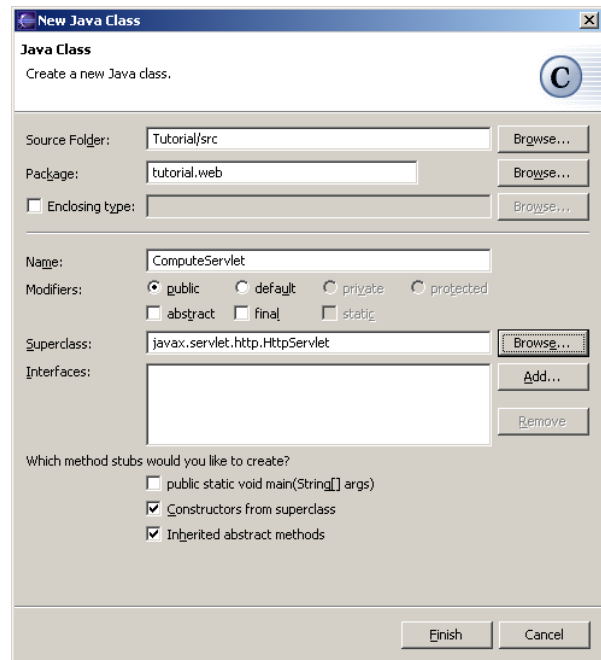 New Java Class
Java Class
Create a new Java class.
C
Source Folder: Tutorial/src Browse...
Package: tutorial.web Browse...
Enclosing type: Browse...
Name: ComputeServlet
Modifiers: public default private protected
abstract final static
Superclass: javax.servlet.http.HttpServlet Browse...
Interfaces: Add...
Remove
Which method stubs would you like to create?
public static void main(String[] args)
Constructors from superclass
Inherited abstract methods
Finish Cancel